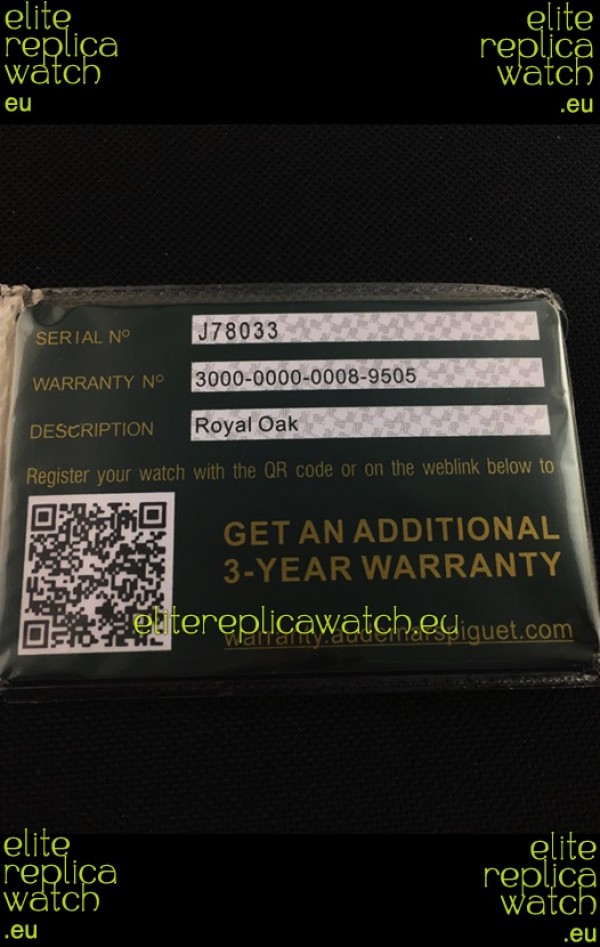 elite
replica
watch
eu
elite
replica
watch
.eu
SERIAL Nº J78033
WARRANTY Nº 3000-0000-0008-9505
DESCRIPTION Royal Oak
Register your watch with the QR code or on the weblink below to
GET AN ADDITIONAL
3-YEAR WARRANTY
elitereplicawatch.eu
warranty.audemarspiguet.com
elite
replica
watch
.eu
elite
replica
watch
.eu